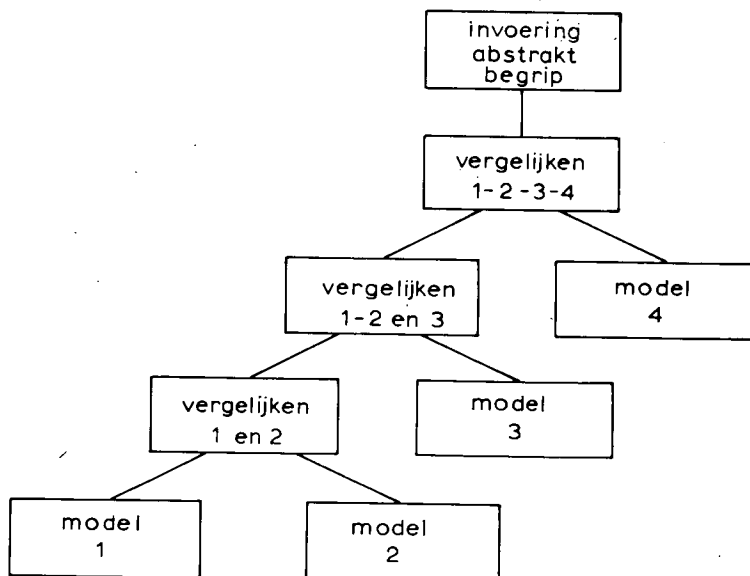 invoering
abstrakt
begrip
vergelijken
1-2-3-4
vergelijken
1-2 en 3
model
4
vergelijken
1 en 2
model
3
model
1
model
2